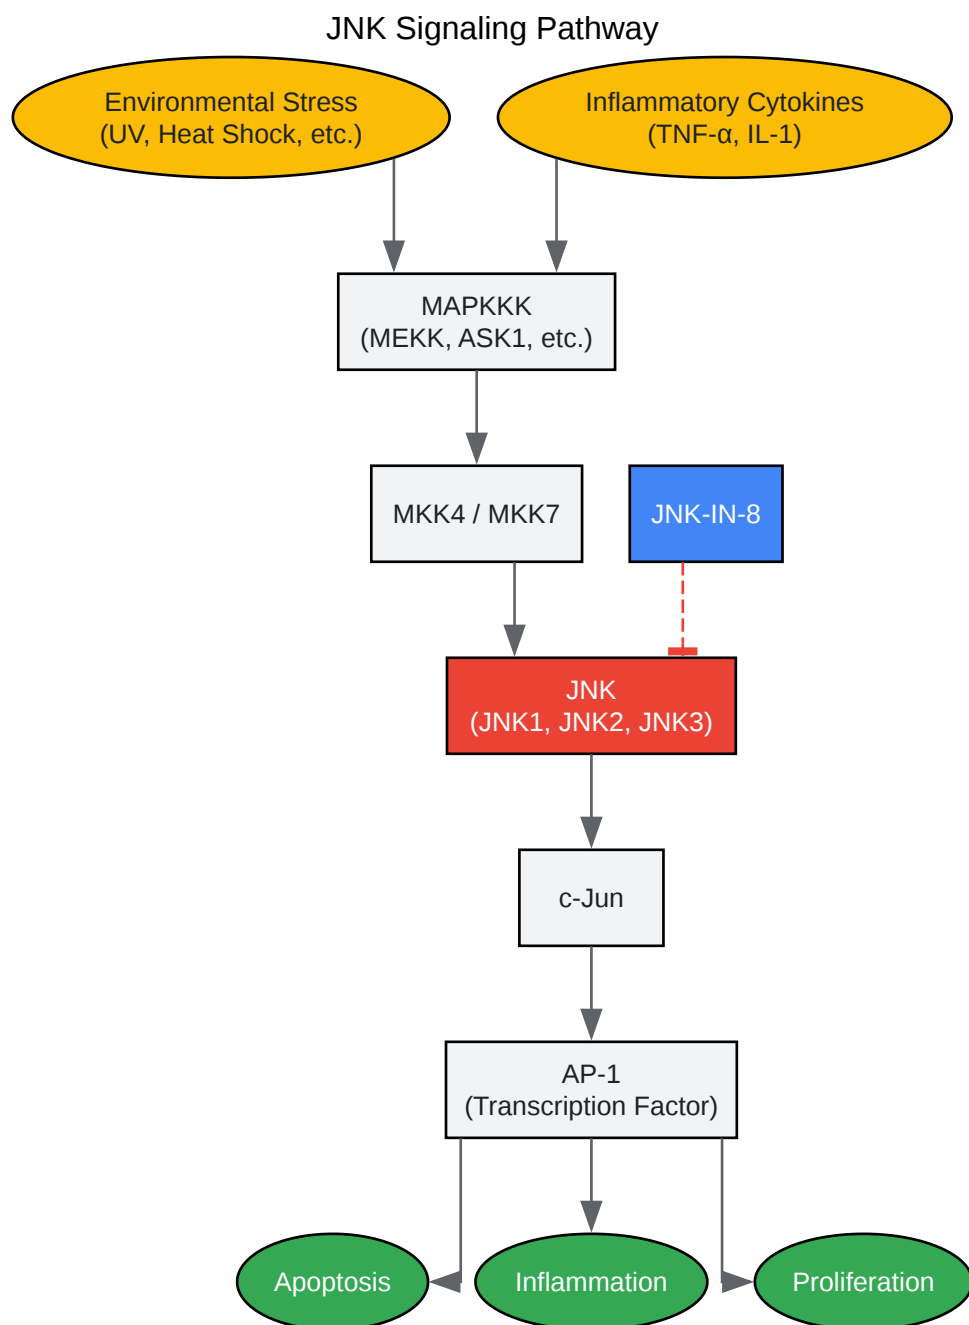 JNK Signaling Pathway
Environmental Stress
(UV, Heat Shock, etc.)
Inflammatory Cytokines
(TNF-α, IL-1)
MAPKKK
(MEKK, ASK1, etc.)
MKK4 / MKK7
JNK-IN-8
JNK
(JNK1, JNK2, JNK3)
c-Jun
AP-1
(Transcription Factor)
Apoptosis
Inflammation
Proliferation